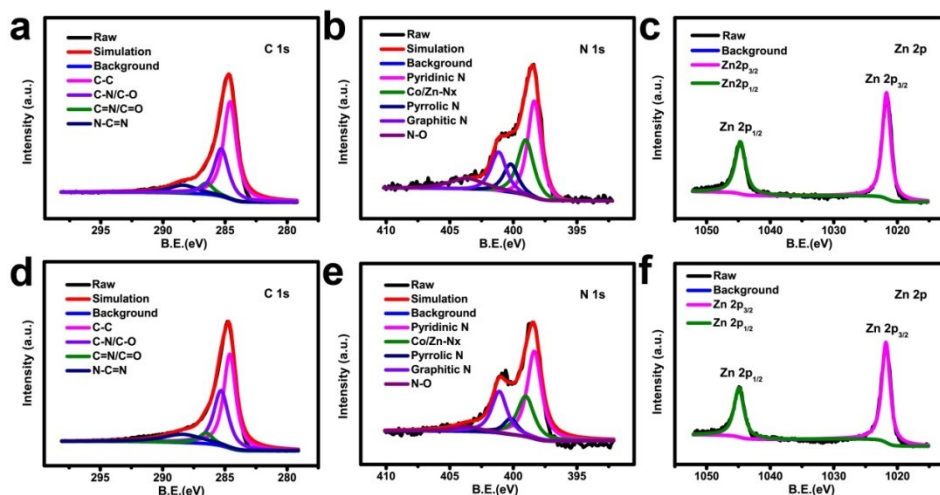 a
C 1s
Raw
Simulation
Background
C-C
C-N/C-O
C=N/C=O
N-C=N
Intensity (a.u.)
295
290
285
280
B.E.(eV)
b
N 1s
Raw
Simulation
Background
Pyridinic N
Co/Zn-Nx
Pyrrolic N
Graphitic N
N-O
Intensity (a.u.)
410
405
400
395
B.E.(eV)
c
Zn 2p
Raw
Background
Zn2p3/2
Zn2p1/2
Zn 2p3/2
Zn 2p1/2
Intensity (a.u.)
1050
1040
1030
1020
B.E.(eV)
d
C 1s
Raw
Simulation
Background
C-C
C-N/C-O
C=N/C=O
N-C=N
Intensity (a.u.)
295
290
285
280
B.E.(eV)
e
N 1s
Raw
Simulation
Background
Pyridinic N
Co/Zn-Nx
Pyrrolic N
Graphitic N
N-O
Intensity (a.u.)
410
405
400
395
B.E.(eV)
f
Zn 2p
Raw
Background
Zn 2p3/2
Zn 2p1/2
Zn 2p3/2
Zn 2p1/2
Intensity (a.u.)
1050
1040
1030
1020
B.E.(eV)